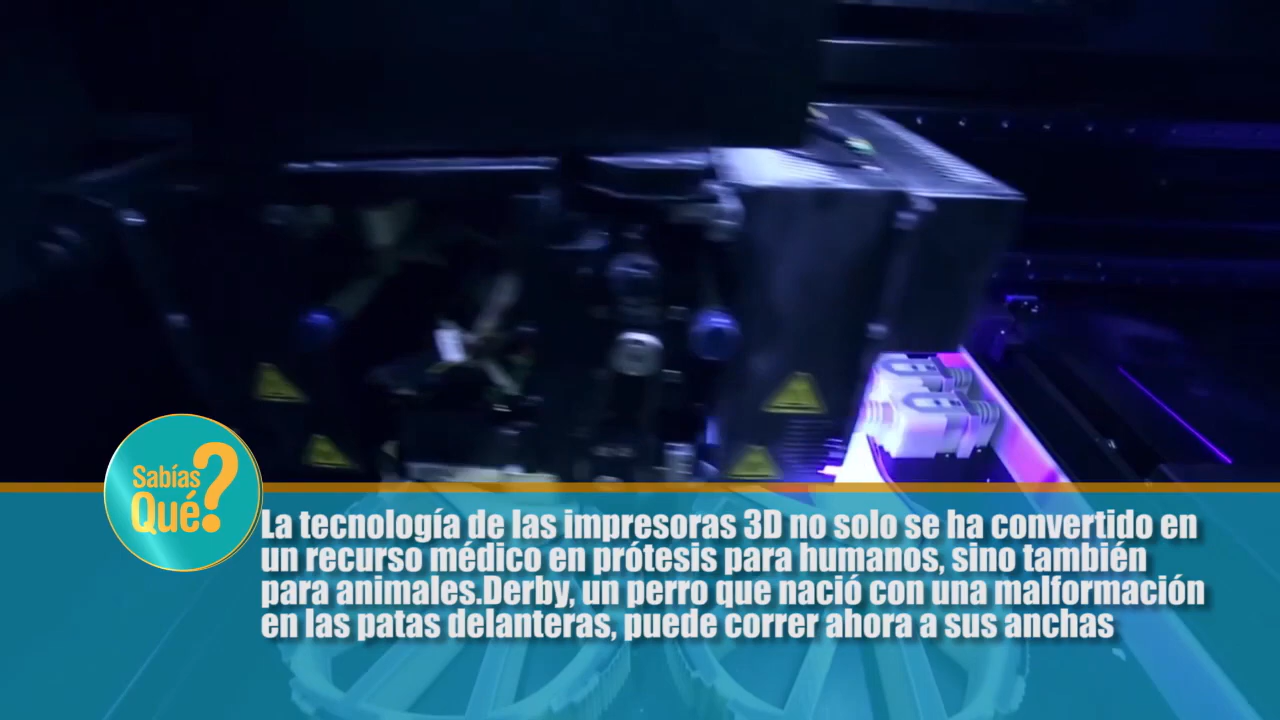 Sabías
Qué?
La tecnología de las impresoras 3D no solo se ha convertido en
un recurso médico en prótesis para humanos, sino también
para animales.Derby, un perro que nació con una malformación
en las patas delanteras, puede correr ahora a sus anchas